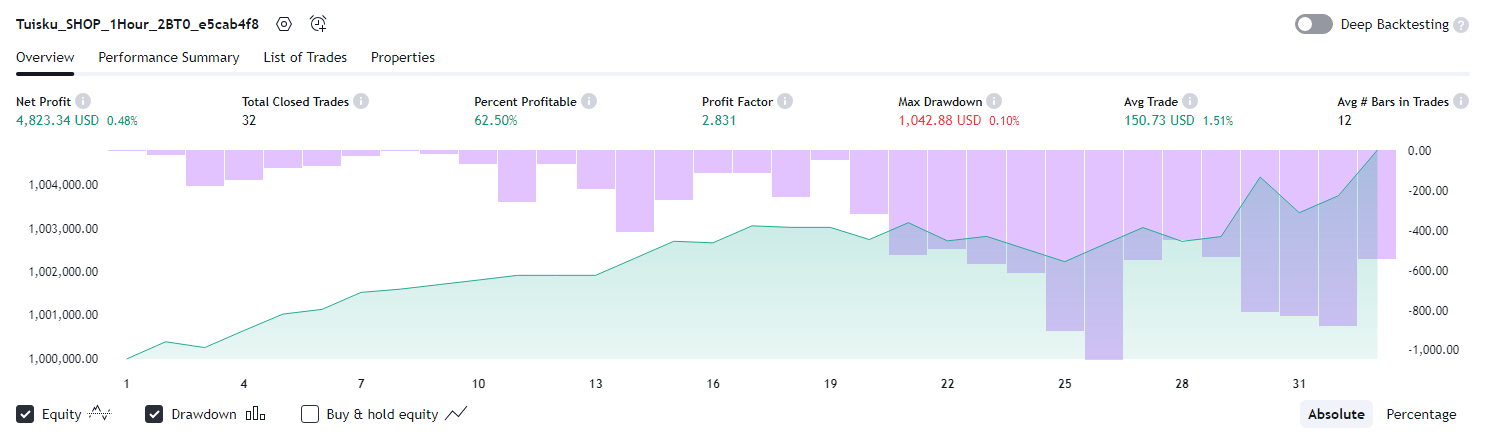 Tuisku_SHOP_1Hour_2BT0_e5cab4f8
Deep Backtesting ?
Overview Performance Summary List of Trades Properties
Net Profit i Total Closed Trades i Percent Profitable i Profit Factor i Max Drawdown i Avg Trade i Avg # Bars in Trades i
4,823.34 USD 0.48% 32 62.50% 2.831 1,042.88 USD 0.10% 150.73 USD 1.51% 12
0.00
1,004,000.00
-200.00
1,003,000.00
-400.00
1,002,000.00
-600.00
1,001,000.00
-800.00
1,000,000.00
-1,000.00
1 4 7 10 13 16 19 22 25 28 31
Equity Drawdown Buy & hold equity Absolute Percentage